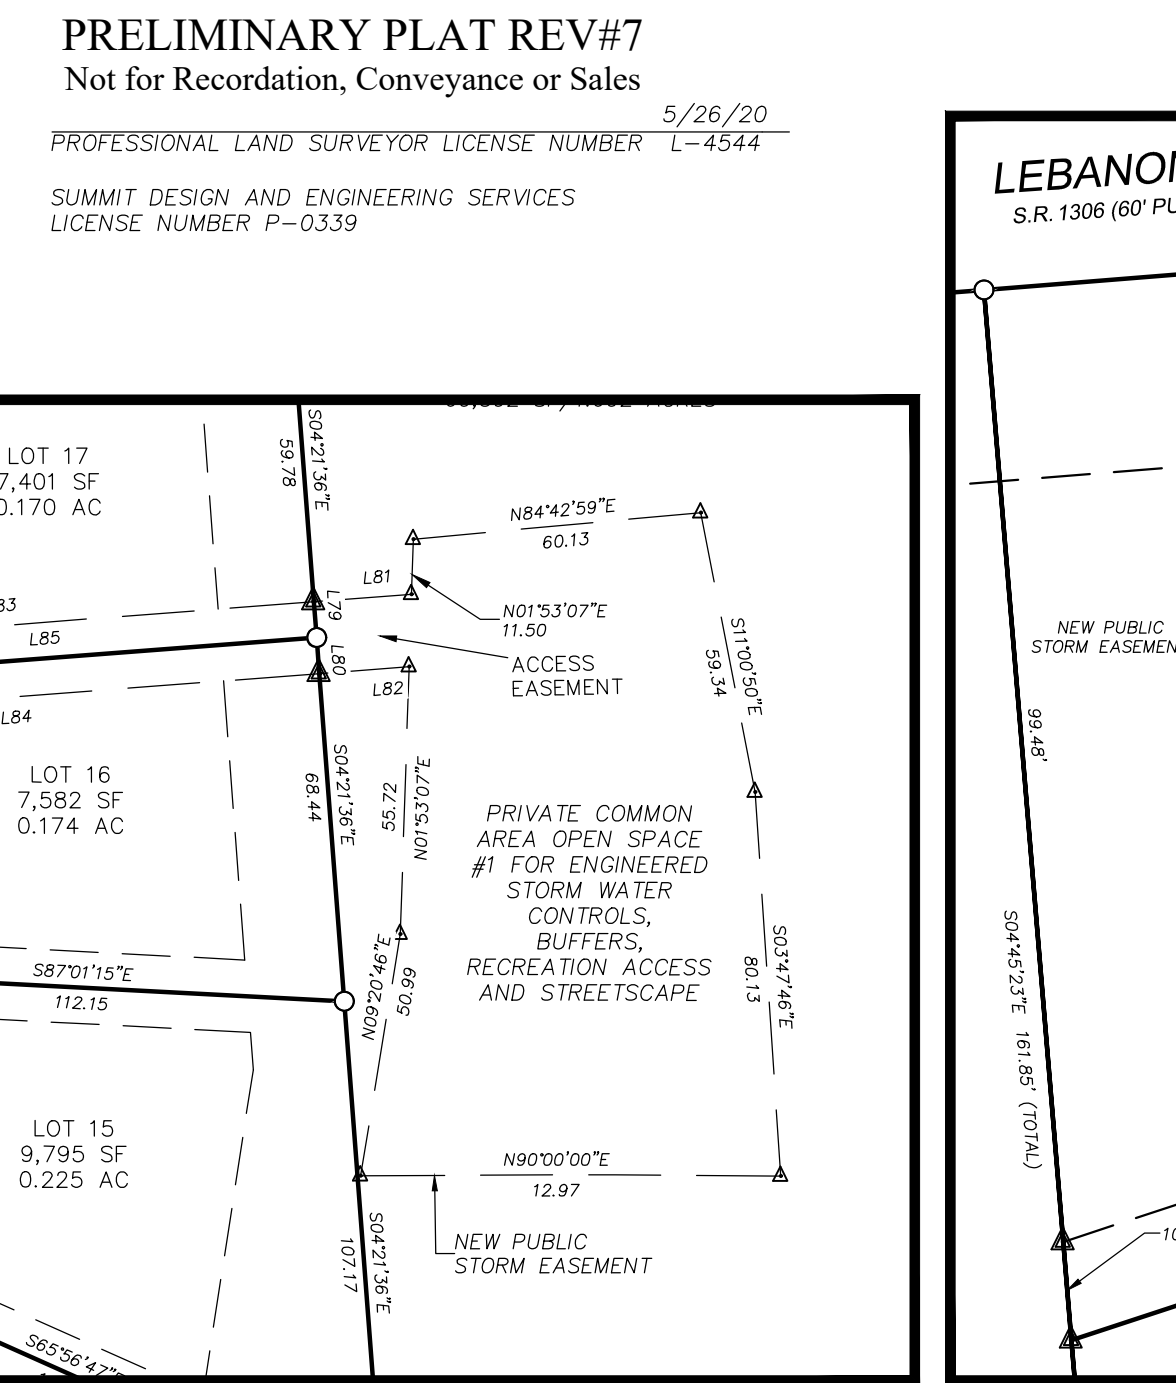 PRELIMINARY PLAT REV#7
Not for Recordation, Conveyance or Sales
5/26/20
PROFESSIONAL LAND SURVEYOR LICENSE NUMBER L-4544
SUMMIT DESIGN AND ENGINEERING SERVICES
LICENSE NUMBER P-0339
S.R. 1306 (60'
LOT 17
7,401 SF
0.170 AC
S04°21'36"E
59.78
N84°42'59"E
60.13
L81
L79
N01°53'07"E
11.50
L85
ACCESS
EASEMENT
L80
L82
L84
S11°00'50"E
59.34
LOT 16
7,582 SF
0.174 AC
S04°21'36"E
68.44
55.72
N01°53'07"E
PRIVATE COMMON
AREA OPEN SPACE
#1 FOR ENGINEERED
STORM WATER
CONTROLS,
BUFFERS,
RECREATION ACCESS
AND STREETSCAPE
S87°01'15"E
112.15
N09°20'46"E
50.99
S03°47'46"E
80.13
LOT 15
9,795 SF
0.225 AC
N90°00'00"E
12.97
S04°21'36"E
107.17
NEW PUBLIC
STORM EASEMENT
S65°56'47"E
NEW PUBLIC
STORM
99.48'
S04°45'23"E 161.85' (TOTAL)